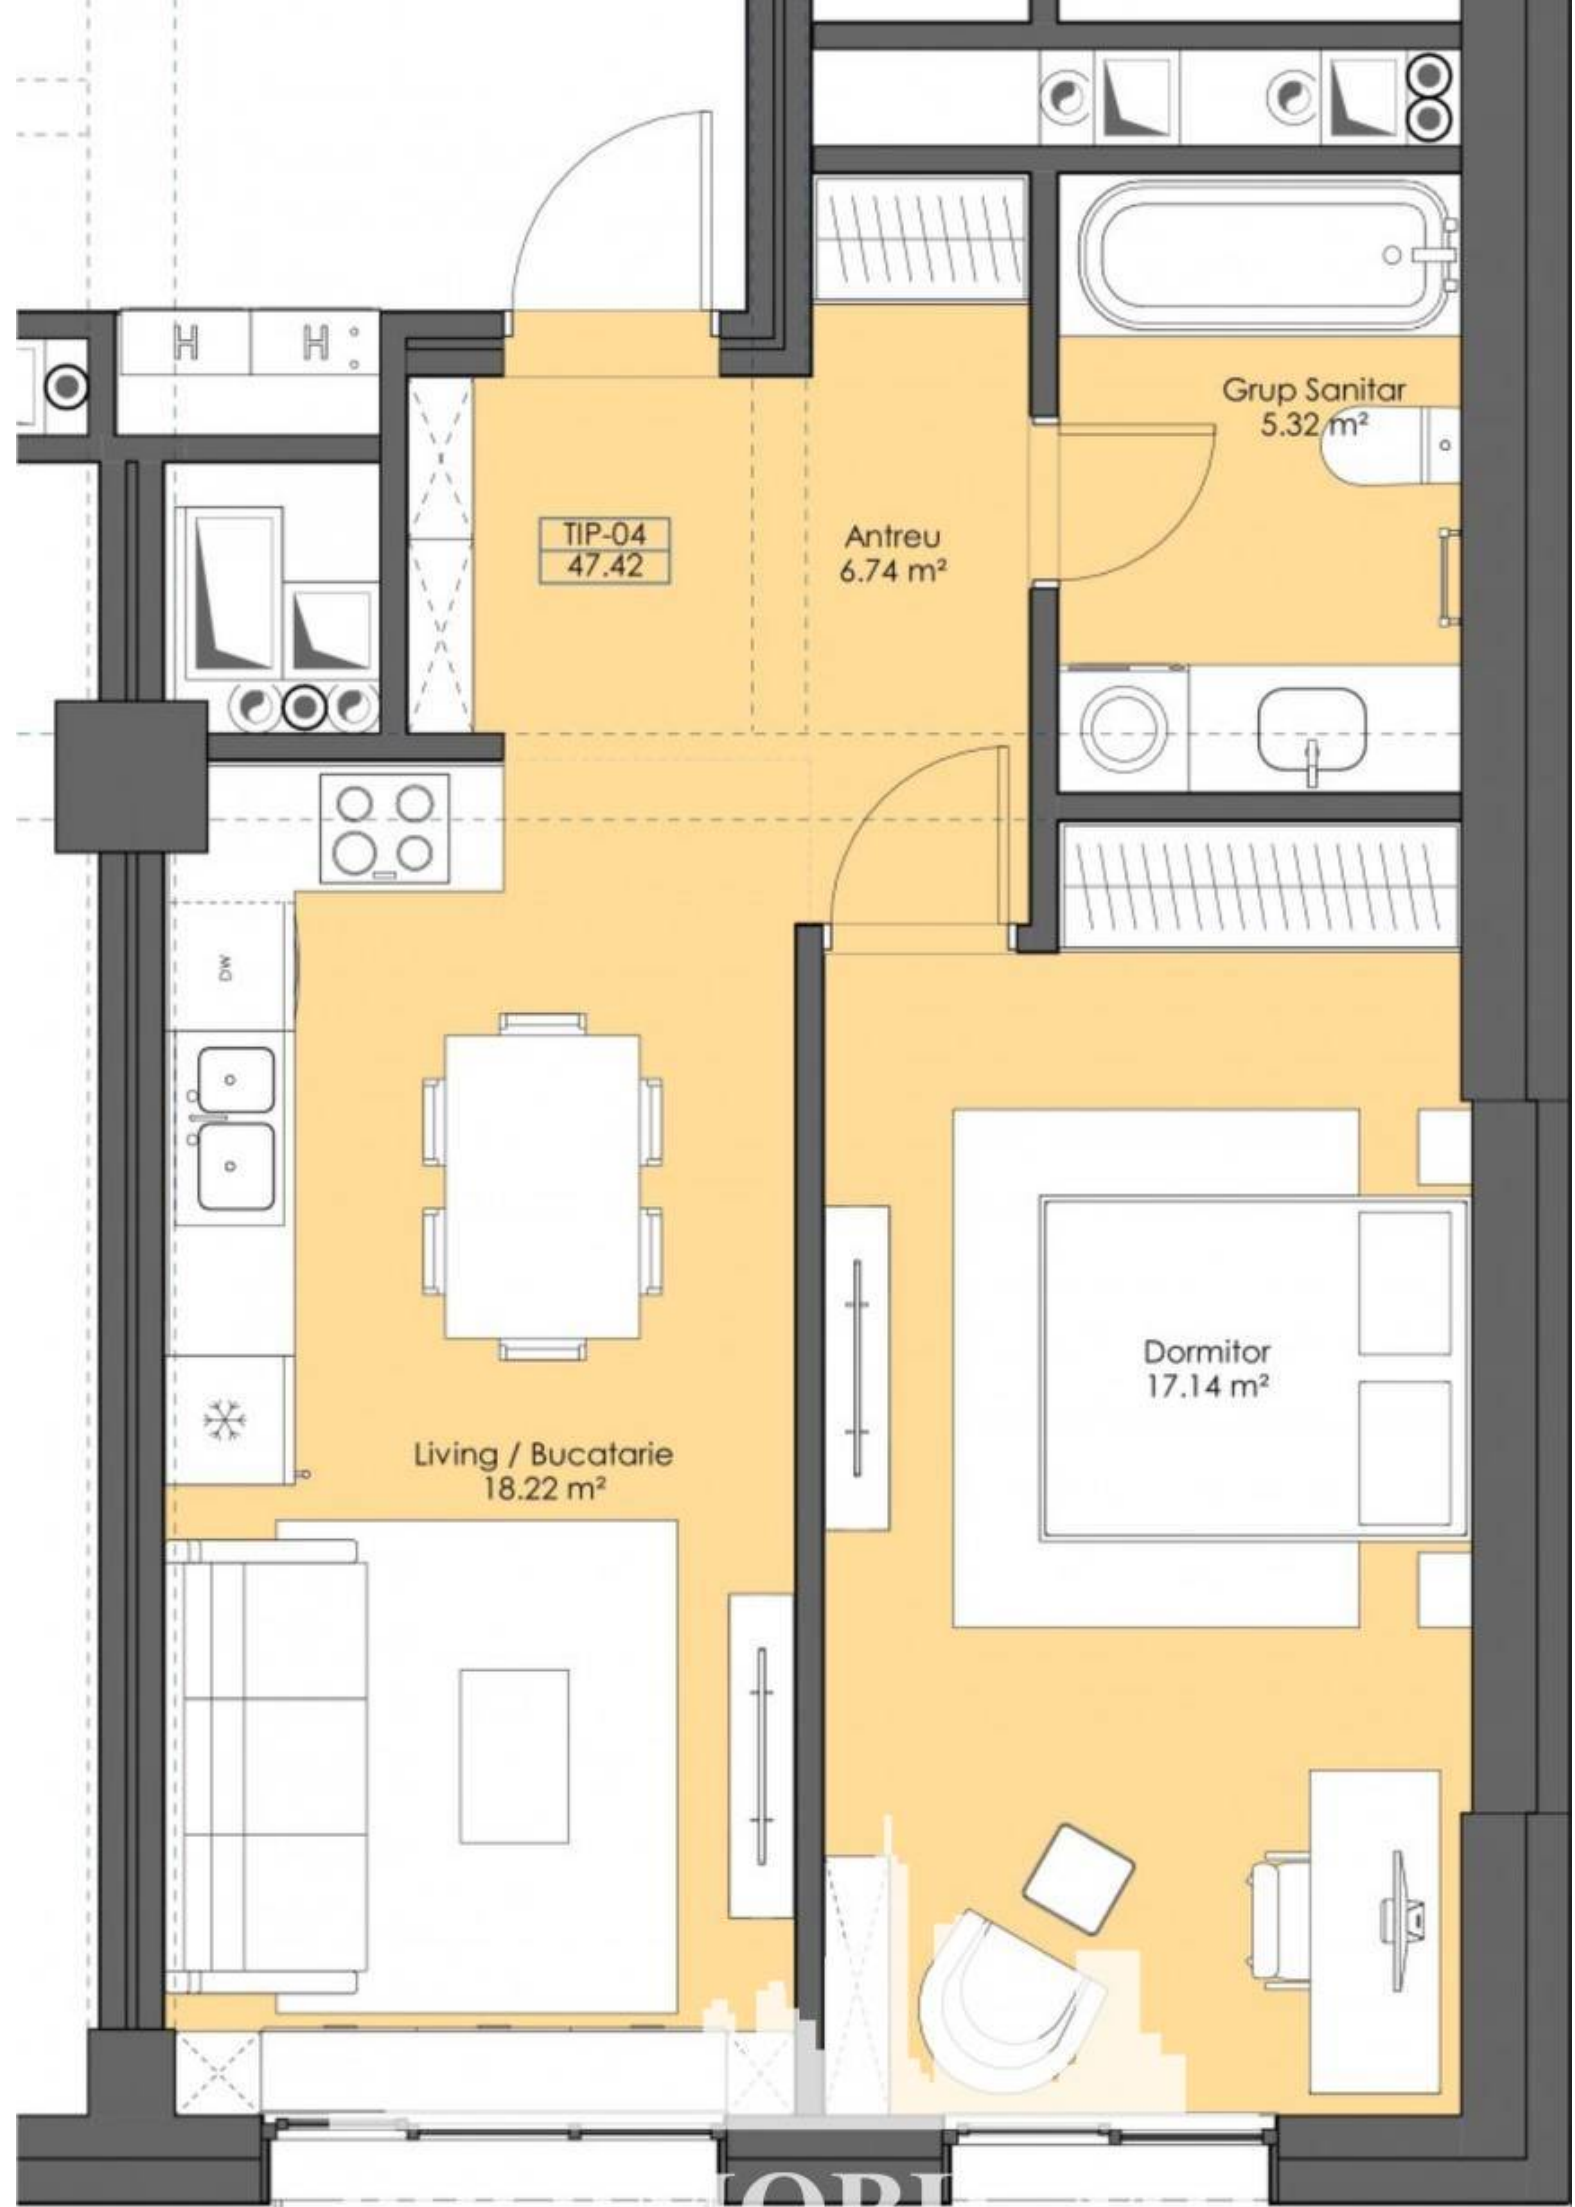 H H
Grup Sanitar
5.32 m²
TIP-04
47.42
Antreu
6.74 m²
DW
Dormitor
17.14 m²
Living / Bucatarie
18.22 m²